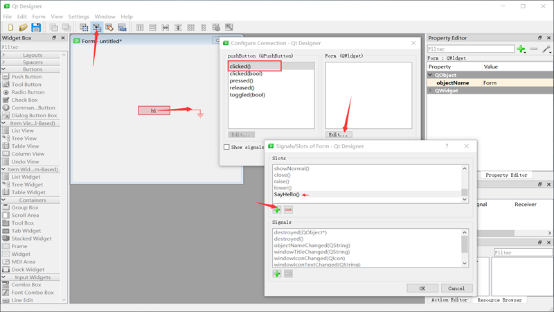 Qt Designer
File Edit Form View Settings Window Help
Widget Box
Filter
Layouts
Spacers
Buttons
Push Button
Tool Button
Radio Button
Check Box
Comman...Button
Dialog Button Box
Item Vie...l-Based)
List View
Tree View
Table View
Column View
Undo View
Item Wid...m-Based)
List Widget
Tree Widget
Table Widget
Containers
Group Box
Scroll Area
Tool Box
Tab Widget
Stacked Widget
Frame
Widget
MDI Area
Dock Widget
Input Widgets
Combo Box
Font Combo Box
Line Edit
Form - untitled*
hi
Configure Connection - Qt Designer
pushButton (QPushButton)
clicked()
clicked(bool)
pressed()
released()
toggled(bool)
Edit...
Form (QWidget)
Edit...
Show signals
Signals/Slots of Form - Qt Designer
Slots
showNormal()
close()
raise()
lower()
SayHello()
Signals
destroyed(QObject*)
destroyed()
objectNameChanged(QString)
windowTitleChanged(QString)
windowIconChanged(QIcon)
windowIconTextChanged(QString)
OK
Cancel
Property Editor
Filter
Form : QWidget
Property Value
QObject
objectName Form
QWidget
Property Editor
Receiver
Filter
Action Editor Resource Browser